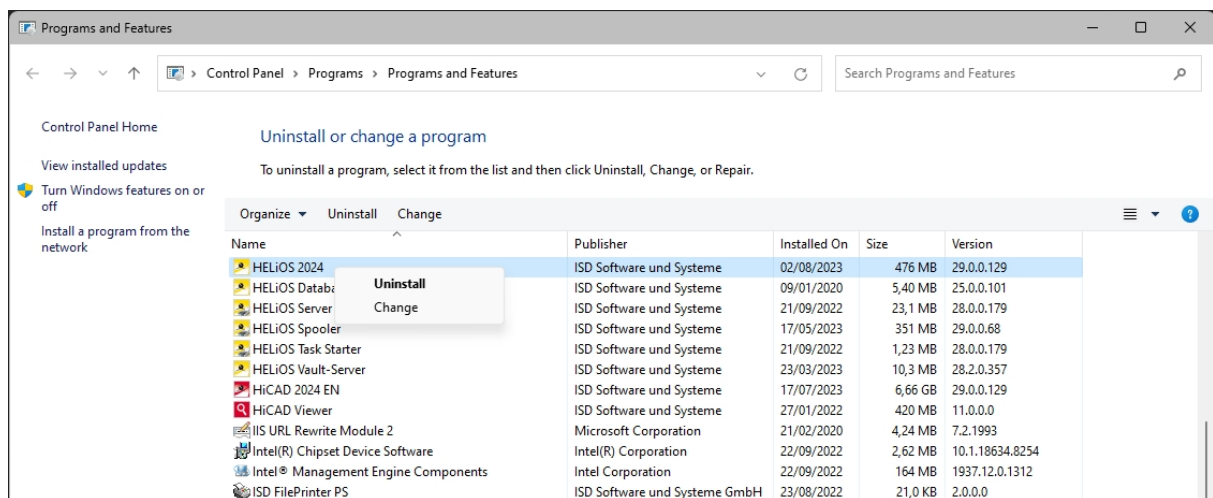 Programs and Features
Control Panel > Programs > Programs and Features
Search Programs and Features
Control Panel Home
View installed updates
Turn Windows features on or
off
Install a program from the
network
Uninstall or change a program
To uninstall a program, select it from the list and then click Uninstall, Change, or Repair.
Organize Uninstall Change
Name Publisher Installed On Size Version
HELiOS 2024 ISD Software und Systeme 02/08/2023 476 MB 29.0.0.129
HELiOS Databa ISD Software und Systeme 09/01/2020 5,40 MB 25.0.0.101
HELiOS Server ISD Software und Systeme 21/09/2022 23,1 MB 28.0.0.179
HELiOS Spooler ISD Software und Systeme 17/05/2023 351 MB 29.0.0.68
HELiOS Task Starter ISD Software und Systeme 21/09/2022 1,23 MB 28.0.0.179
HELiOS Vault-Server ISD Software und Systeme 23/03/2023 10,3 MB 28.2.0.357
HiCAD 2024 EN ISD Software und Systeme 17/07/2023 6,66 GB 29.0.0.129
HiCAD Viewer ISD Software und Systeme 27/01/2022 420 MB 11.0.0.0
IIS URL Rewrite Module 2 Microsoft Corporation 21/02/2020 4,24 MB 7.2.1993
Intel(R) Chipset Device Software Intel(R) Corporation 22/09/2022 2,62 MB 10.1.18634.8254
Intel® Management Engine Components Intel Corporation 22/09/2022 164 MB 1937.12.0.1312
ISD FilePrinter PS ISD Software und Systeme GmbH 23/08/2022 21,0 KB 2.0.0.0
Uninstall
Change